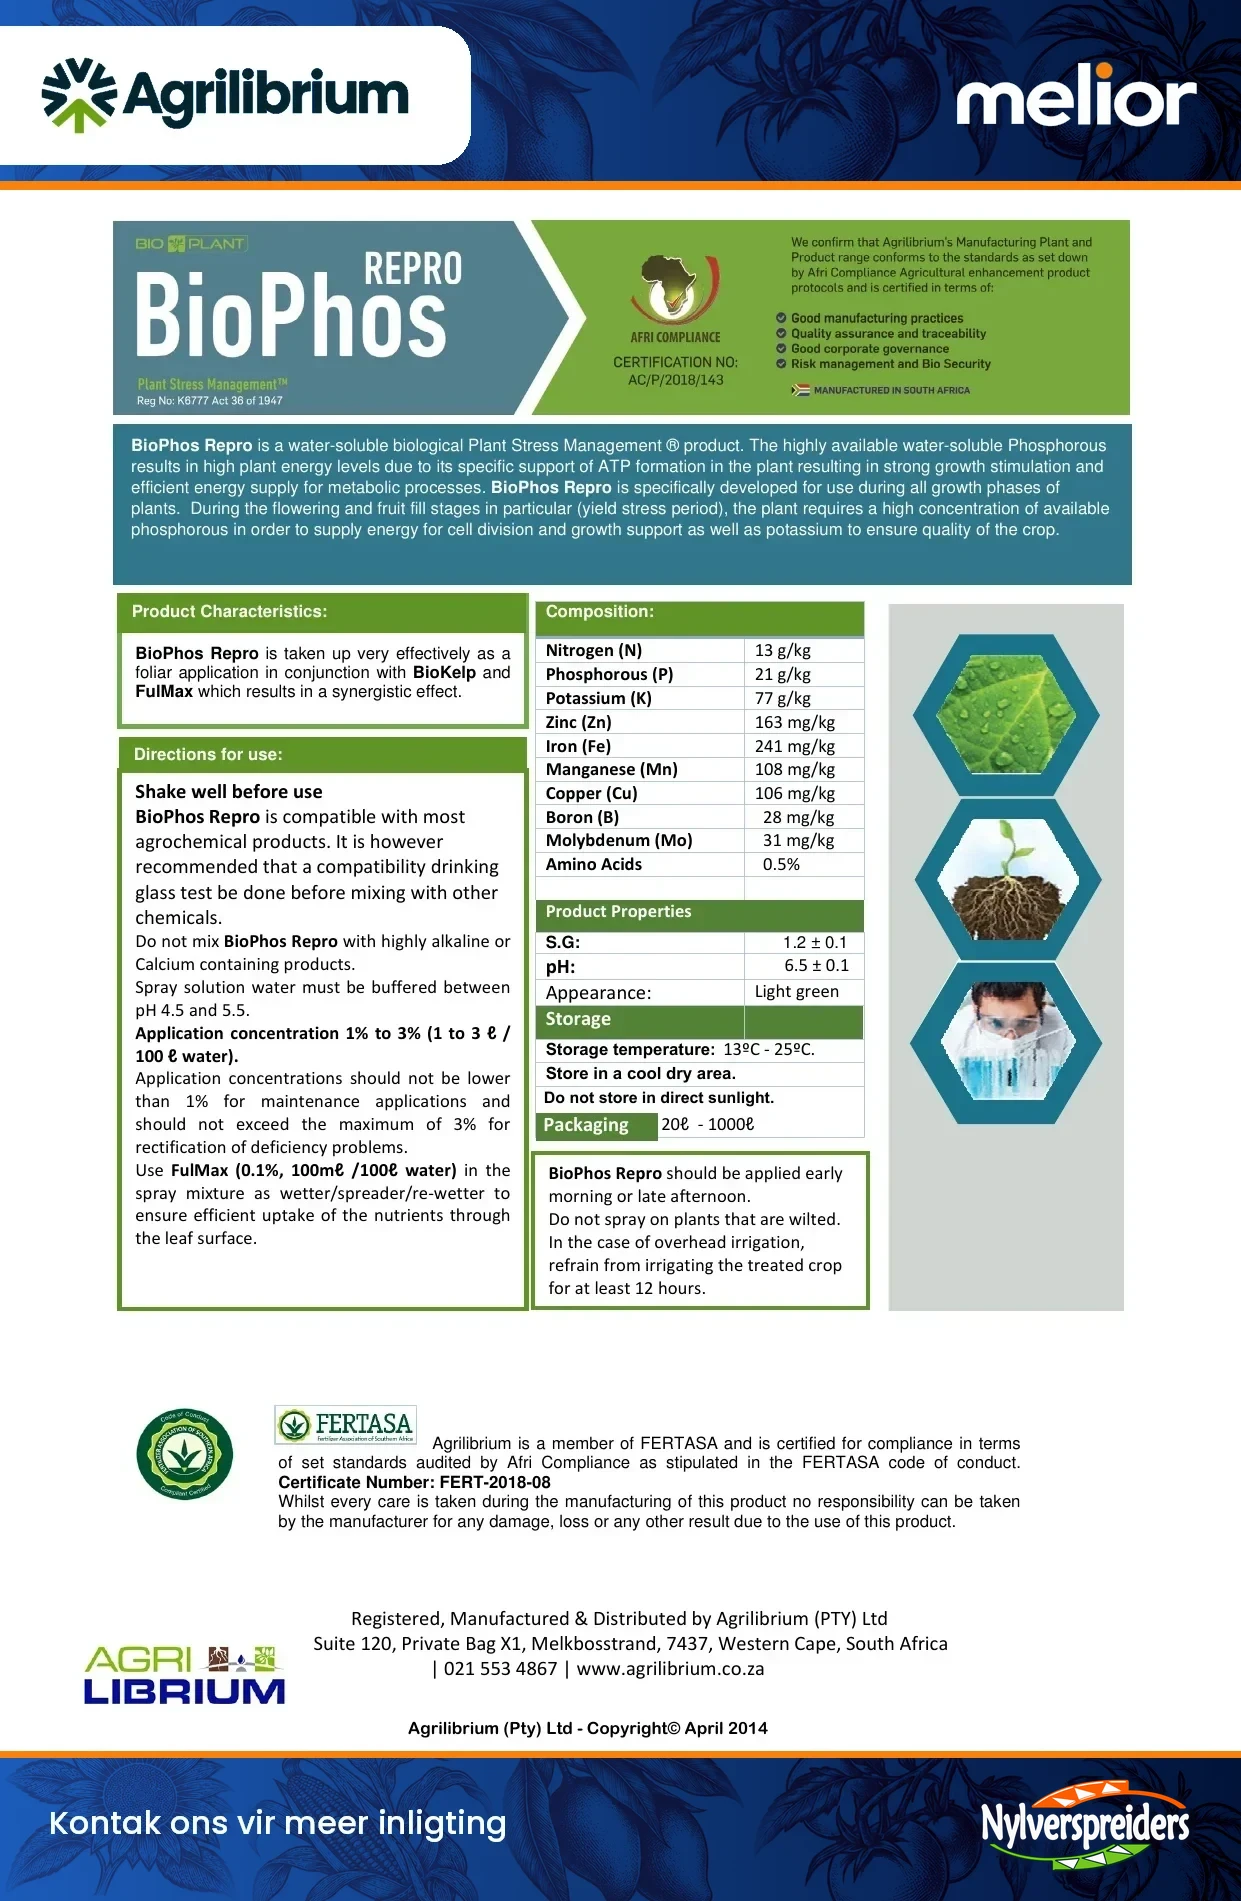 Agrilibrium
melior
BIO PLANT
REPRO
BioPhos
Plant Stress Management™
Reg No: K6777 Act 36 of 1947
AFRI COMPLIANCE
CERTIFICATION NO:
AC/P/2018/143
We confirm that Agrilibrium's Manufacturing Plant and
Product range conforms to the standards as set down
by Afri Compliance Agricultural enhancement product
protocols and is certified in terms of:
Good manufacturing practices
Quality assurance and traceability
Good corporate governance
Risk management and Bio Security
MANUFACTURED IN SOUTH AFRICA
BioPhos Repro is a water-soluble biological Plant Stress Management ® product. The highly available water-soluble Phosphorous
results in high plant energy levels due to its specific support of ATP formation in the plant resulting in strong growth stimulation and
efficient energy supply for metabolic processes. BioPhos Repro is specifically developed for use during all growth phases of
plants. During the flowering and fruit fill stages in particular (yield stress period), the plant requires a high concentration of available
phosphorous in order to supply energy for cell division and growth support as well as potassium to ensure quality of the crop.
Product Characteristics:
BioPhos Repro is taken up very effectively as a
foliar application in conjunction with BioKelp and
FulMax which results in a synergistic effect.
Directions for use:
Shake well before use
BioPhos Repro is compatible with most
agrochemical products. It is however
recommended that a compatibility drinking
glass test be done before mixing with other
chemicals.
Do not mix BioPhos Repro with highly alkaline or
Calcium containing products.
Spray solution water must be buffered between
pH 4.5 and 5.5.
Application concentration 1% to 3% (1 to 3 ℓ /
100 ℓ water).
Application concentrations should not be lower
than 1% for maintenance applications and
should not exceed the maximum of 3% for
rectification of deficiency problems.
Use FulMax (0.1%, 100mℓ /100ℓ water) in the
spray mixture as wetter/spreader/re-wetter to
ensure efficient uptake of the nutrients through
the leaf surface.
Composition:
Nitrogen (N) 13 g/kg
Phosphorous (P) 21 g/kg
Potassium (K) 77 g/kg
Zinc (Zn) 163 mg/kg
Iron (Fe) 241 mg/kg
Manganese (Mn) 108 mg/kg
Copper (Cu) 106 mg/kg
Boron (B) 28 mg/kg
Molybdenum (Mo) 31 mg/kg
Amino Acids 0.5%
Product Properties
S.G: 1.2 ± 0.1
pH: 6.5 ± 0.1
Appearance: Light green
Storage
Storage temperature: 13ºC - 25ºC.
Store in a cool dry area.
Do not store in direct sunlight.
Packaging 20ℓ - 1000ℓ
BioPhos Repro should be applied early
morning or late afternoon.
Do not spray on plants that are wilted.
In the case of overhead irrigation,
refrain from irrigating the treated crop
for at least 12 hours.
Code of Conduct
FERTILIZER ASSOCIATION OF SOUTHERN AFRICA
Compliant Certified
FERTASA
Fertilizer Association of Southern Africa
Agrilibrium is a member of FERTASA and is certified for compliance in terms
of set standards audited by Afri Compliance as stipulated in the FERTASA code of conduct.
Certificate Number: FERT-2018-08
Whilst every care is taken during the manufacturing of this product no responsibility can be taken
by the manufacturer for any damage, loss or any other result due to the use of this product.
AGRI
LIBRIUM
Registered, Manufactured & Distributed by Agrilibrium (PTY) Ltd
Suite 120, Private Bag X1, Melkbosstrand, 7437, Western Cape, South Africa
| 021 553 4867 | www.agrilibrium.co.za
Agrilibrium (Pty) Ltd - Copyright© April 2014
Kontak ons vir meer inligting
Nylverspreiders